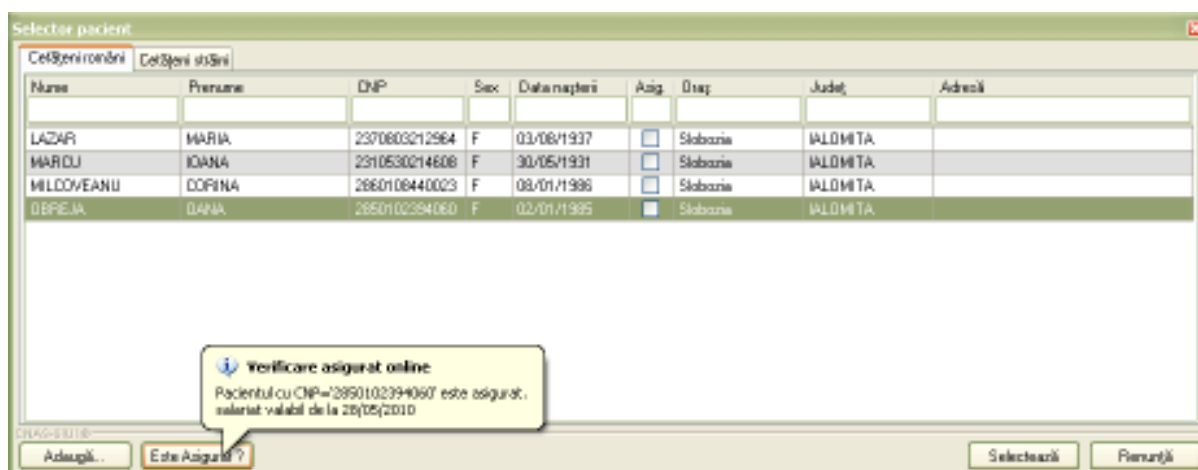 Selector pacient
Cetățeni români Cetățeni străini
Nume Prenume CNP Sex Data nașterii Asig. Oraș Județ Adresă
LAZAR MARIA 2370803212964 F 03/08/1937 Slobozia IALOMITA
MARCU IOANA 2310530214608 F 30/05/1931 Slobozia IALOMITA
MILCOVEANU CORINA 2860108440023 F 08/01/1986 Slobozia IALOMITA
OBREJA OANA 2850102394060 F 02/01/1985 Slobozia IALOMITA
Verificare asigurat online
Pacientul cu CNP='2850102394060' este asigurat.
salariat valabil de la 28/05/2010
Adaugă... Este Asigurat ? Selectează Renunță